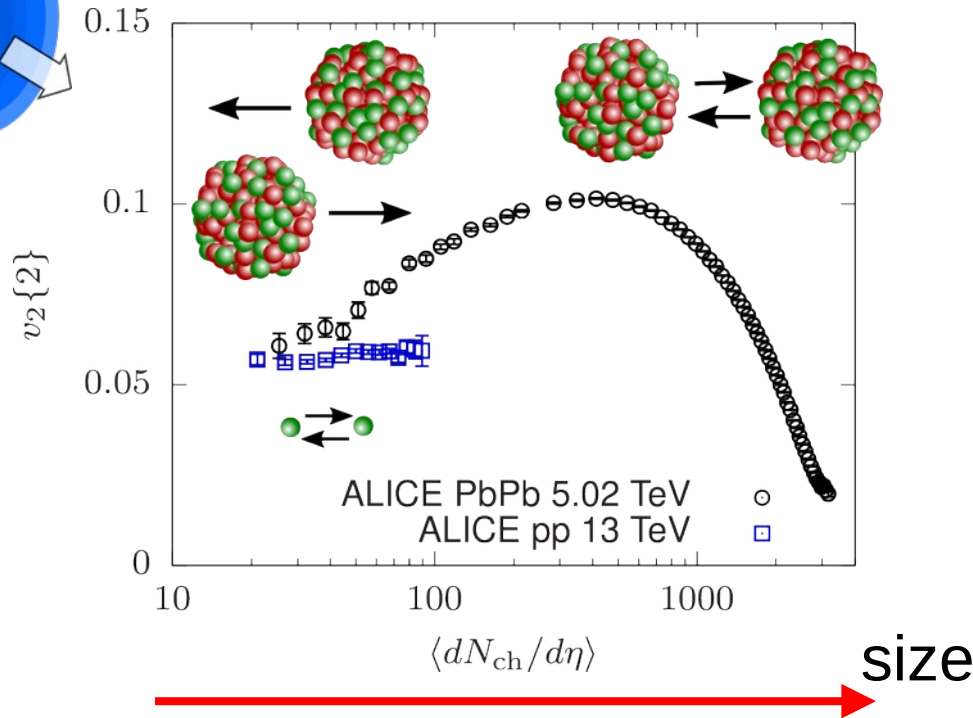 0.15
0.1
0.05
0
v₂{2}
ALICE PbPb 5.02 TeV
ALICE pp 13 TeV
10 100 1000
⟨dN_ch/dη⟩
size